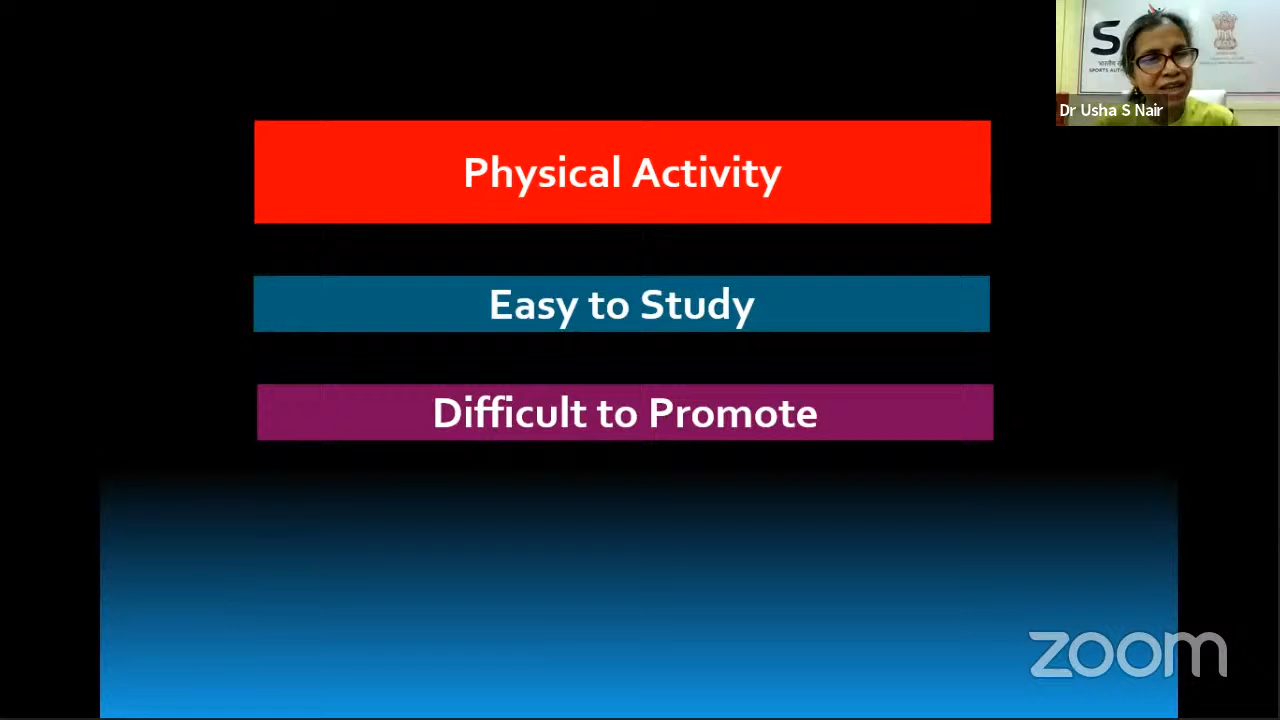 Physical Activity
Easy to Study
Difficult to Promote
Dr Usha S Nair
zoom